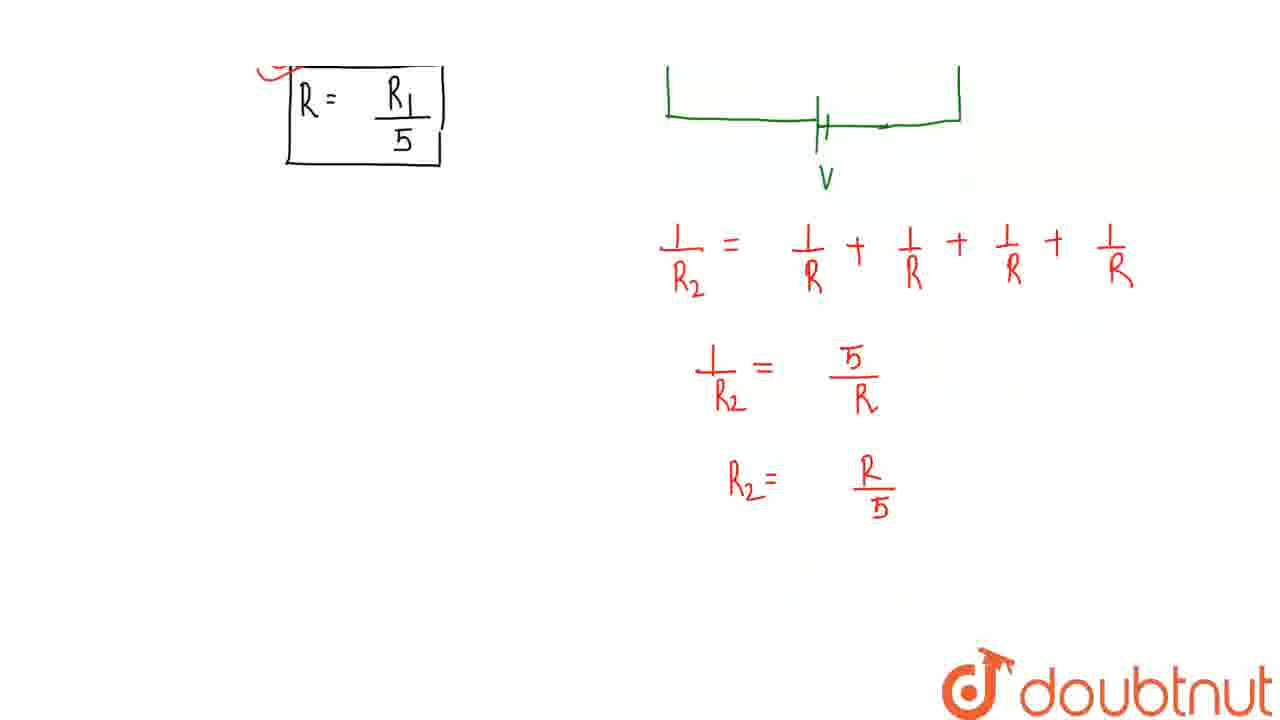 R = R1/5
V
1/R2 = 1/R + 1/R + 1/R + 1/R
1/R2 = 5/R
R2 = R/5
doubtnut